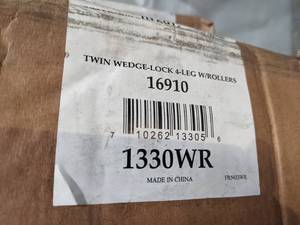 TWIN WEDGE-LOCK 4-LEG W/ROLLERS
16910
7 10262 13305 6
1330WR
MADE IN CHINA